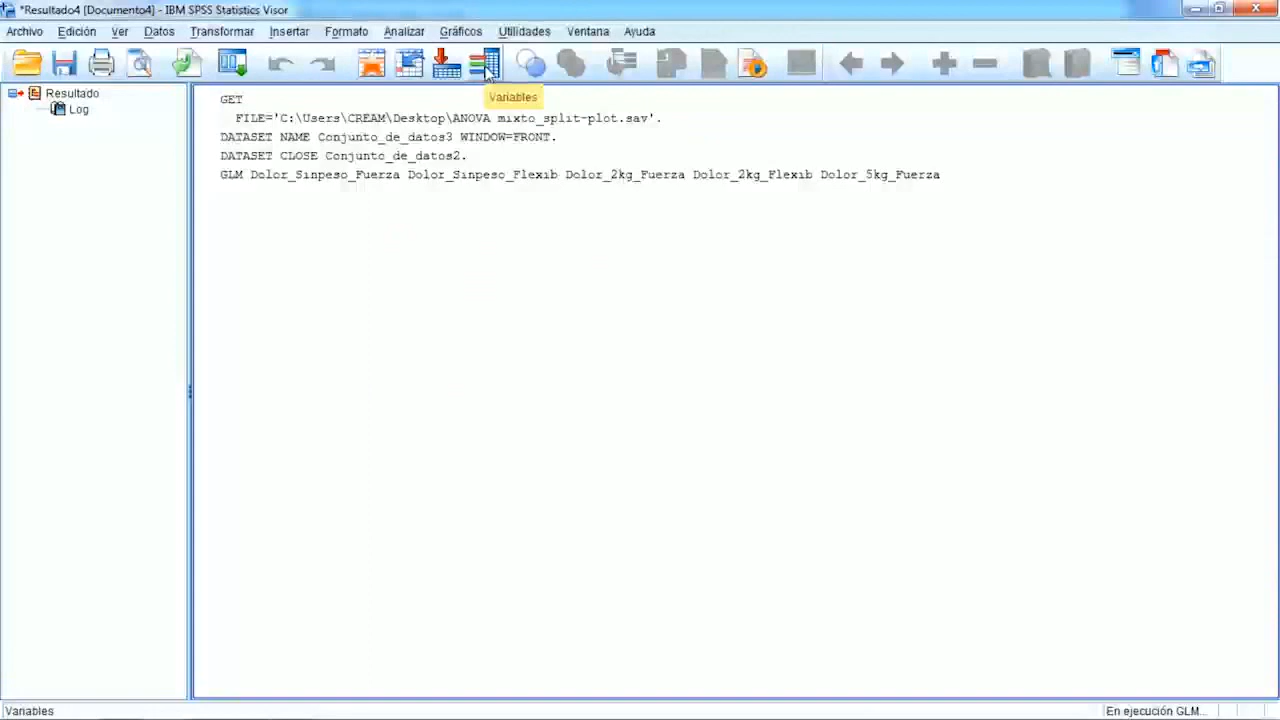 *Resultado4 [Documento4] - IBM SPSS Statistics Visor
Archivo Edición Ver Datos Transformar Insertar Formato Analizar Gráficos Utilidades Ventana Ayuda
Variables
Resultado
Log
GET
FILE='C:\Users\CREAM\Desktop\ANOVA mixto_split-plot.sav'.
DATASET NAME Conjunto_de_datos3 WINDOW=FRONT.
DATASET CLOSE Conjunto_de_datos2.
GLM Dolor_Sinpeso_Fuerza Dolor_Sinpeso_Flexib Dolor_2kg_Fuerza Dolor_2kg_Flexib Dolor_5kg_Fuerza
Variables
En ejecución GLM...